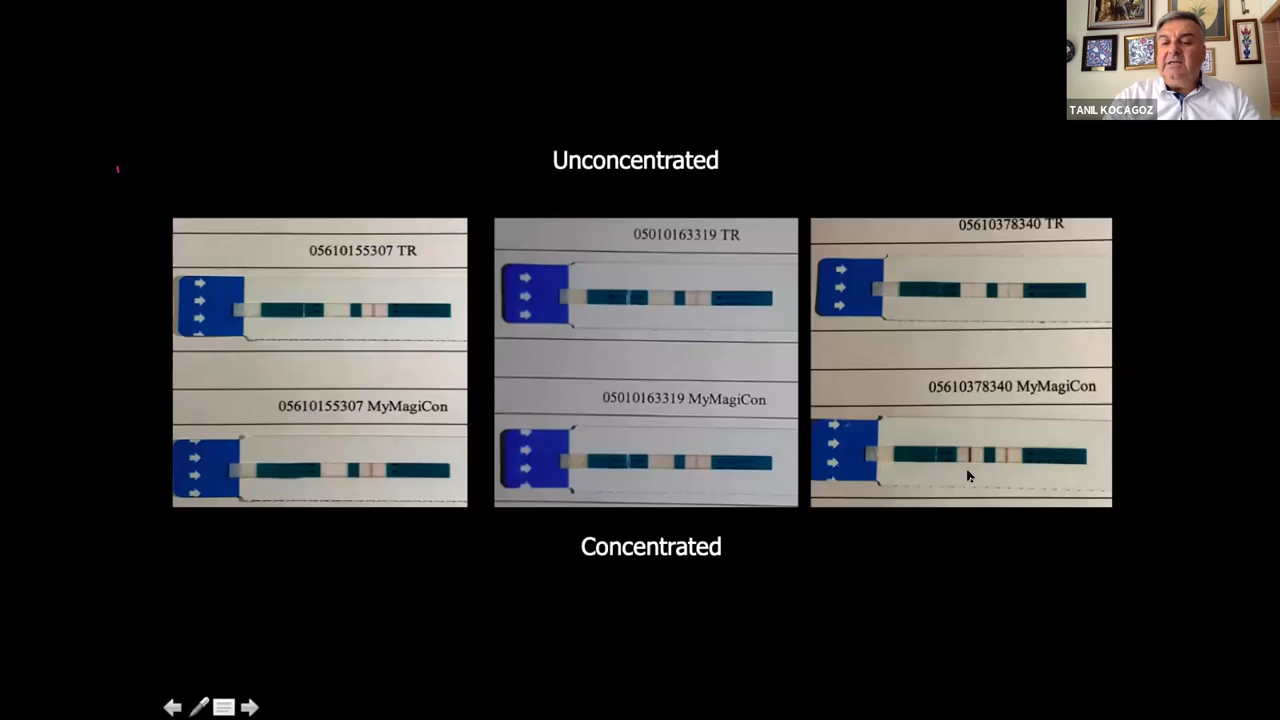 TANIL KOCAGOZ
Unconcentrated
05610155307 TR
05010163319 TR
05610378340 TR
05610155307 MyMagiCon
05010163319 MyMagiCon
05610378340 MyMagiCon
Concentrated